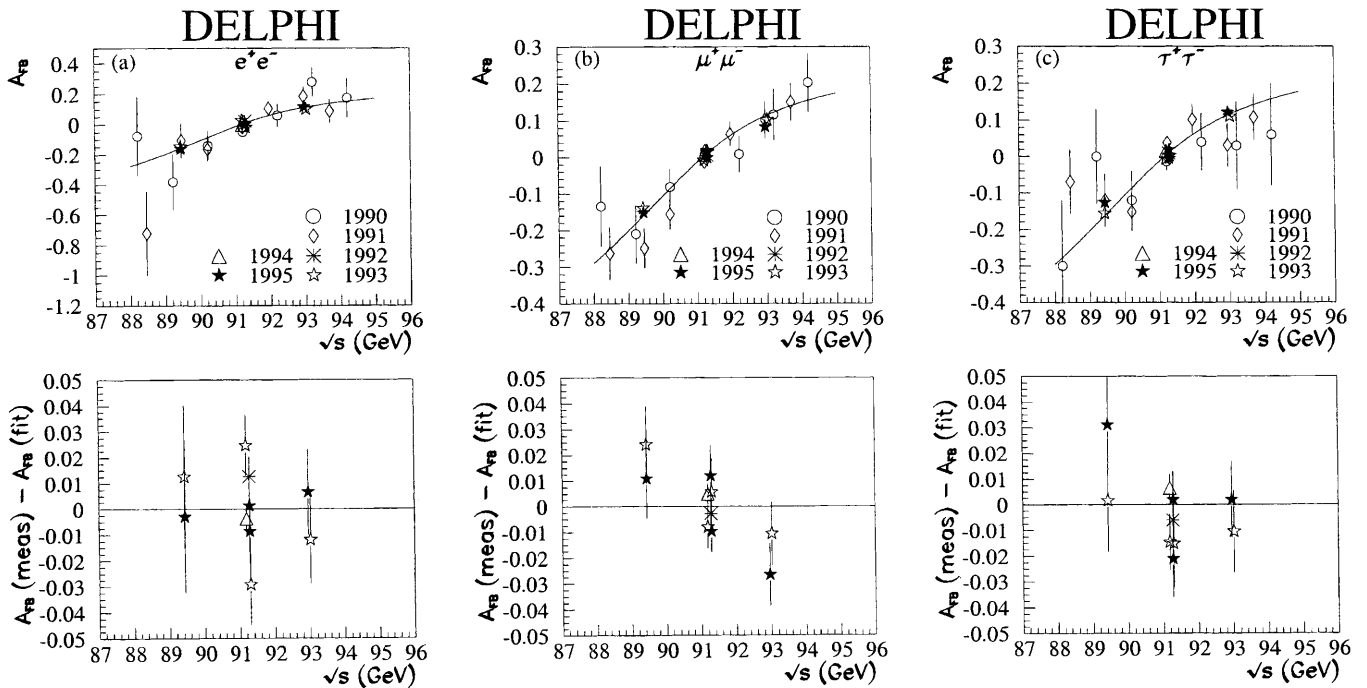 DELPHI
A_FB
(a)
e⁺e⁻
0.4
0.2
0
-0.2
-0.4
-0.6
-0.8
-1
-1.2
1990
1991
1994 1992
1995 1993
87 88 89 90 91 92 93 94 95 96
√s (GeV)
DELPHI
A_FB
(b)
μ⁺μ⁻
0.3
0.2
0.1
0
-0.1
-0.2
-0.3
-0.4
1990
1991
1994 1992
1995 1993
87 88 89 90 91 92 93 94 95 96
√s (GeV)
DELPHI
A_FB
(c)
τ⁺τ⁻
0.3
0.2
0.1
0
-0.1
-0.2
-0.3
-0.4
1990
1991
1994 1992
1995 1993
87 88 89 90 91 92 93 94 95 96
√s (GeV)
A_FB (meas) − A_FB (fit)
0.05
0.04
0.03
0.02
0.01
0
-0.01
-0.02
-0.03
-0.04
-0.05
87 88 89 90 91 92 93 94 95 96
√s (GeV)
A_FB (meas) − A_FB (fit)
0.05
0.04
0.03
0.02
0.01
0
-0.01
-0.02
-0.03
-0.04
-0.05
87 88 89 90 91 92 93 94 95 96
√s (GeV)
A_FB (meas) − A_FB (fit)
0.05
0.04
0.03
0.02
0.01
0
-0.01
-0.02
-0.03
-0.04
-0.05
87 88 89 90 91 92 93 94 95 96
√s (GeV)